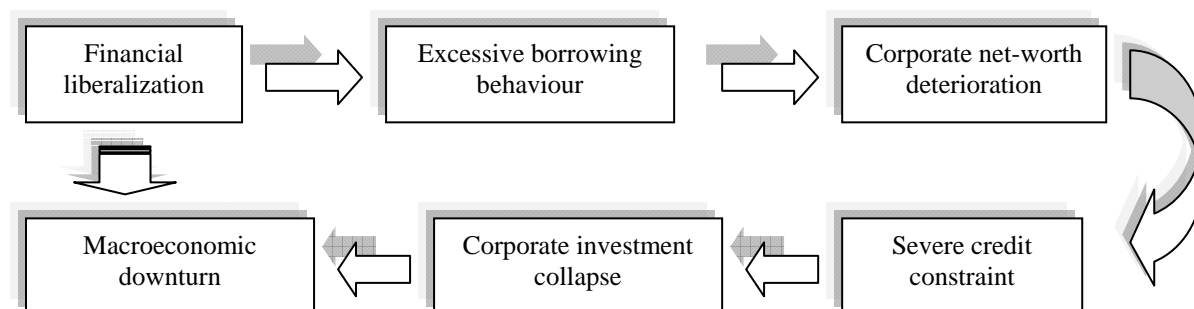 Financial
liberalization
Excessive borrowing
behaviour
Corporate net-worth
deterioration
Macroeconomic
downturn
Corporate investment
collapse
Severe credit
constraint